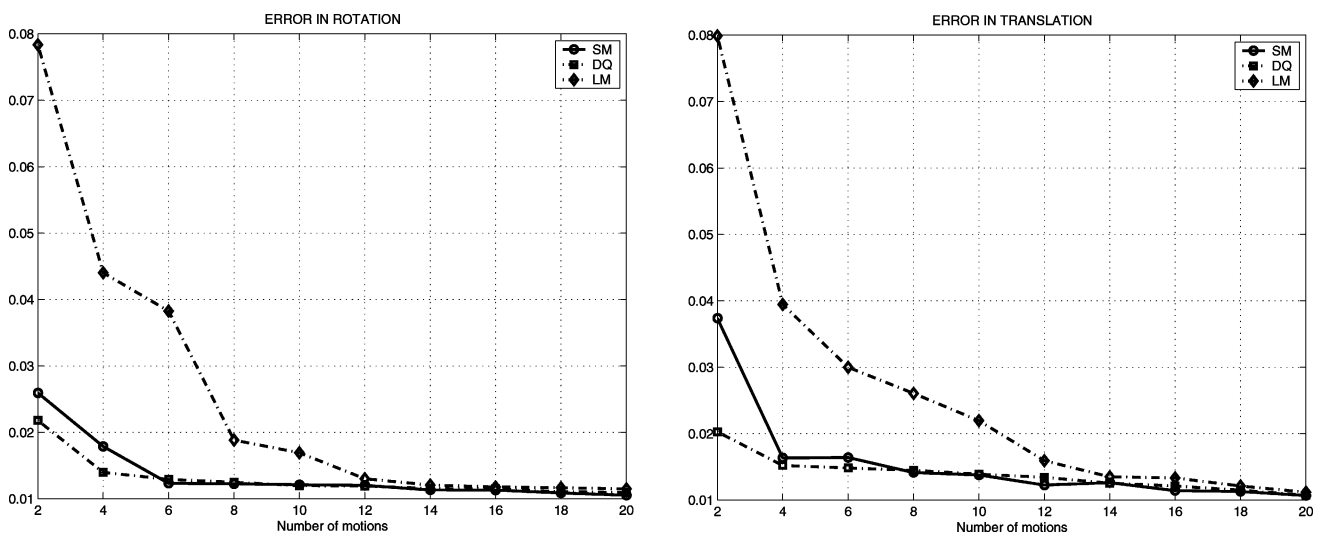 ERROR IN ROTATION
0.08
0.07
0.06
0.05
0.04
0.03
0.02
0.01
2 4 6 8 10 12 14 16 18 20
Number of motions
SM
DQ
LM
ERROR IN TRANSLATION
0.08
0.07
0.06
0.05
0.04
0.03
0.02
0.01
2 4 6 8 10 12 14 16 18 20
Number of motions
SM
DQ
LM